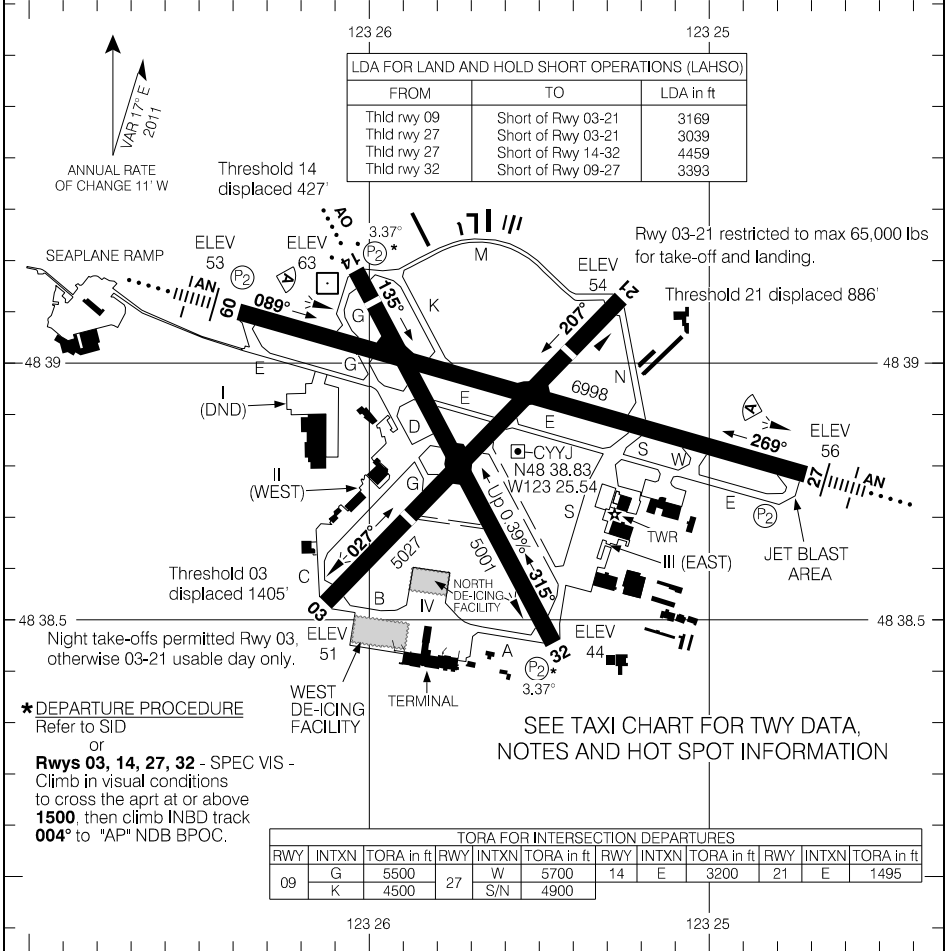 123 26
123 25
LDA FOR LAND AND HOLD SHORT OPERATIONS (LAHSO)
FROM TO LDA in ft
Thld rwy 09 Short of Rwy 03-21 3169
Thld rwy 27 Short of Rwy 03-21 3039
Thld rwy 27 Short of Rwy 14-32 4459
Thld rwy 32 Short of Rwy 09-27 3393
VAR 17° E
2011
ANNUAL RATE
OF CHANGE 11' W
Threshold 14
displaced 427'
AO
3.37°
*
P2
14
135°
SEAPLANE RAMP
ELEV
53
P2
A
ELEV
63
AN
09
089°
M
K
G
G
Rwy 03-21 restricted to max 65,000 lbs
for take-off and landing.
ELEV
54
21
207°
Threshold 21 displaced 886'
48 39
48 39
E
I
(DND)
D
E
E
6998
N
A
269°
ELEV
56
27
AN
S
W
E
P2
JET BLAST
AREA
CYYJ
N48 38.83
W123 25.54
II
(WEST)
G
S
TWR
III (EAST)
Up 0.39%
027°
5027
5001
315°
Threshold 03
displaced 1405'
C
03
B
NORTH
DE-ICING
FACILITY
IV
48 38.5
48 38.5
Night take-offs permitted Rwy 03,
otherwise 03-21 usable day only.
ELEV
51
A
32
ELEV
44
P2
*
3.37°
WEST
DE-ICING
FACILITY
TERMINAL
SEE TAXI CHART FOR TWY DATA,
NOTES AND HOT SPOT INFORMATION
* DEPARTURE PROCEDURE
Refer to SID
or
Rwys 03, 14, 27, 32 - SPEC VIS -
Climb in visual conditions
to cross the aprt at or above
1500, then climb INBD track
004° to "AP" NDB BPOC.
TORA FOR INTERSECTION DEPARTURES
RWY INTXN TORA in ft RWY INTXN TORA in ft RWY INTXN TORA in ft RWY INTXN TORA in ft
09 G 5500 27 W 5700 14 E 3200 21 E 1495
K 4500 S/N 4900
123 26
123 25